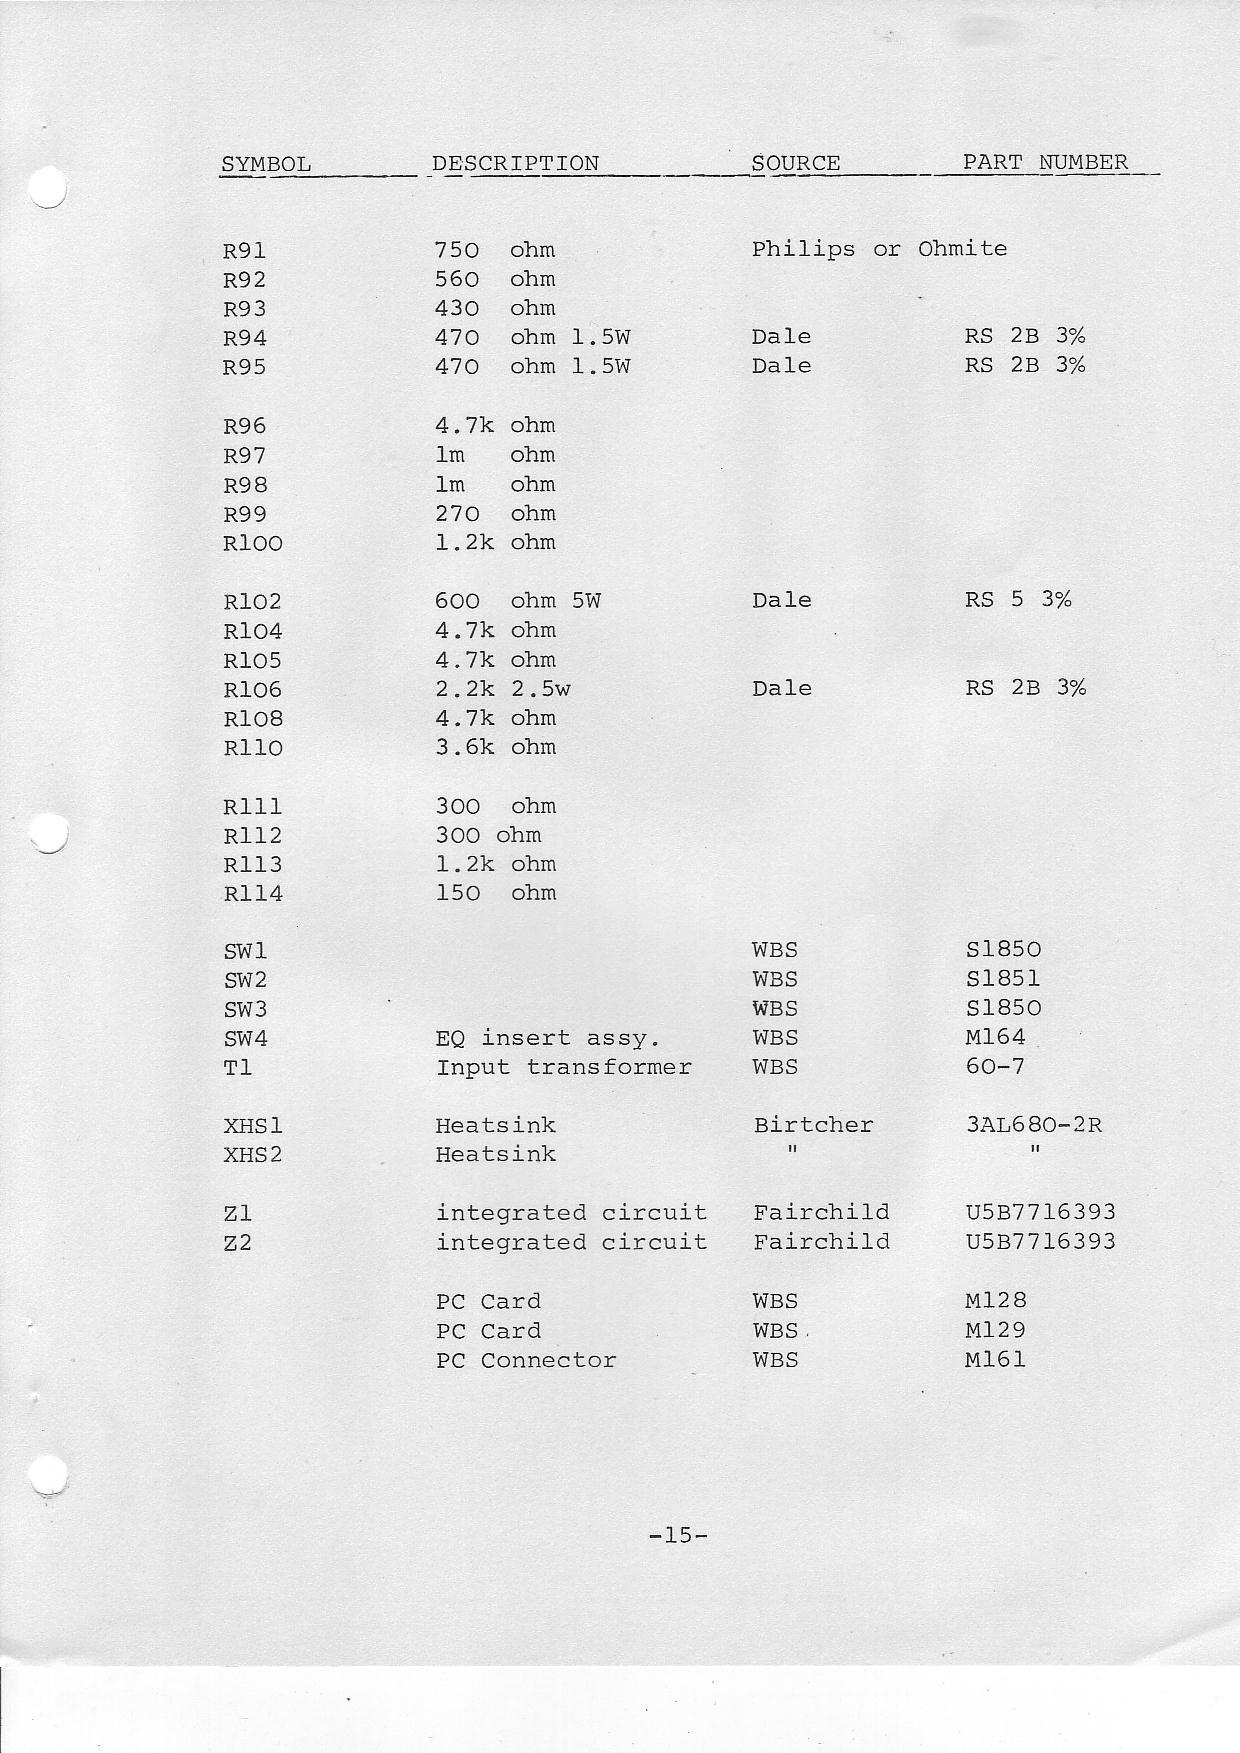 SYMBOL DESCRIPTION SOURCE PART NUMBER
R91 750 ohm Philips or Ohmite
R92 560 ohm
R93 430 ohm
R94 470 ohm 1.5W Dale RS 2B 3%
R95 470 ohm 1.5W Dale RS 2B 3%
R96 4.7k ohm
R97 1m ohm
R98 1m ohm
R99 270 ohm
R100 1.2k ohm
R102 600 ohm 5W Dale RS 5 3%
R104 4.7k ohm
R105 4.7k ohm
R106 2.2k 2.5w Dale RS 2B 3%
R108 4.7k ohm
R110 3.6k ohm
R111 300 ohm
R112 300 ohm
R113 1.2k ohm
R114 150 ohm
SW1 WBS S1850
SW2 WBS S1851
SW3 WBS S1850
SW4 EQ insert assy. WBS M164
T1 Input transformer WBS 60-7
XHS1 Heatsink Birtcher 3AL680-2R
XHS2 Heatsink " "
Z1 integrated circuit Fairchild U5B7716393
Z2 integrated circuit Fairchild U5B7716393
PC Card WBS M128
PC Card WBS M129
PC Connector WBS M161
-15-